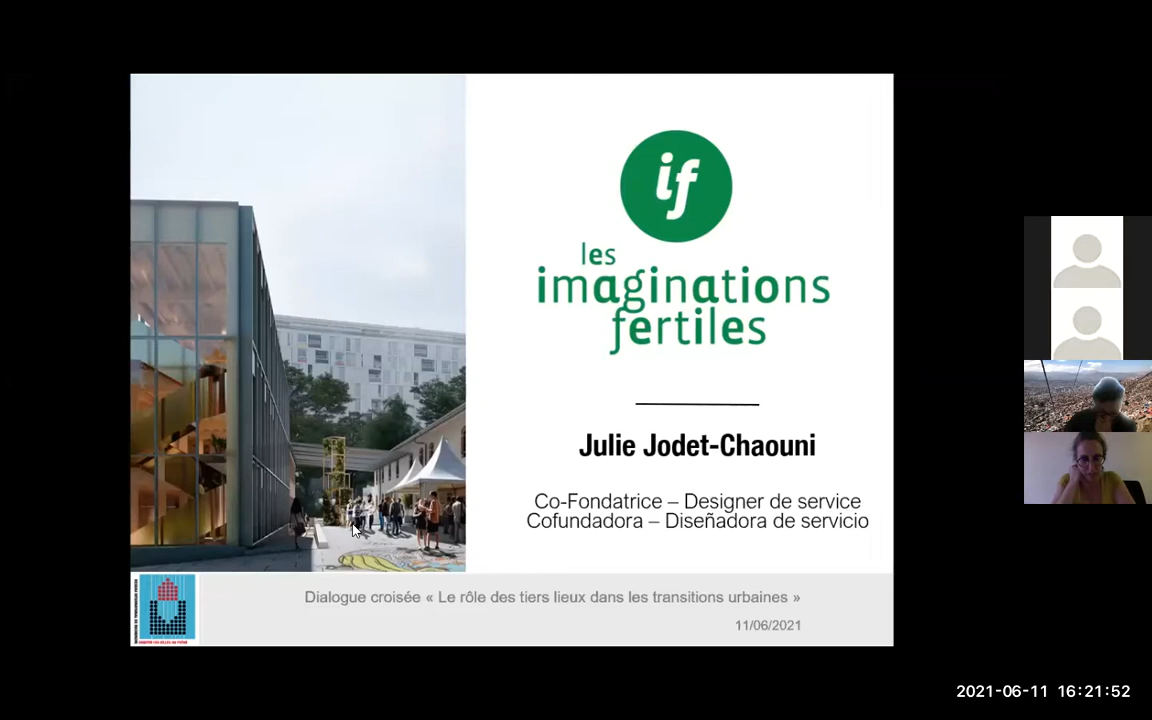 if
les
imaginations
fertiles
Julie Jodet-Chaouni
Co-Fondatrice – Designer de service
Cofundadora – Diseñadora de servicio
Dialogue croisée « Le rôle des tiers lieux dans les transitions urbaines »
11/06/2021
2021-06-11 16:21:52